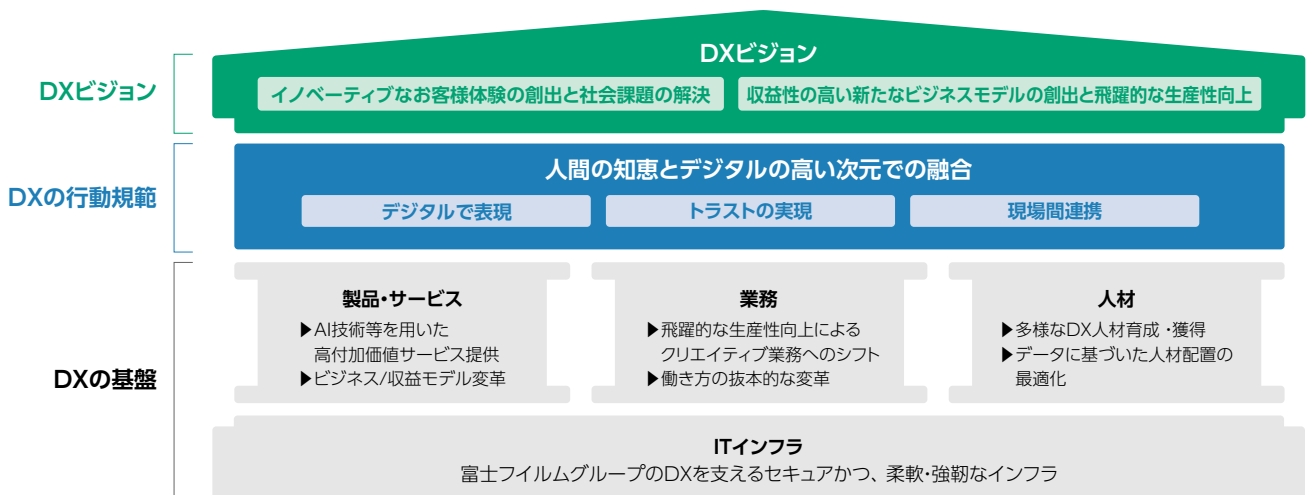 DXビジョン
DXビジョン
イノベーティブなお客様体験の創出と社会課題の解決
収益性の高い新たなビジネスモデルの創出と飛躍的な生産性向上
DXの行動規範
人間の知恵とデジタルの高い次元での融合
デジタルで表現
トラストの実現
現場間連携
DXの基盤
製品・サービス
▶AI技術等を用いた
高付加価値サービス提供
▶ビジネス/収益モデル変革
業務
▶飛躍的な生産性向上による
クリエイティブ業務へのシフト
▶働き方の抜本的な変革
人材
▶多様なDX人材育成・獲得
▶データに基づいた人材配置の
最適化
ITインフラ
富士フイルムグループのDXを支えるセキュアかつ、柔軟・強靭なインフラ